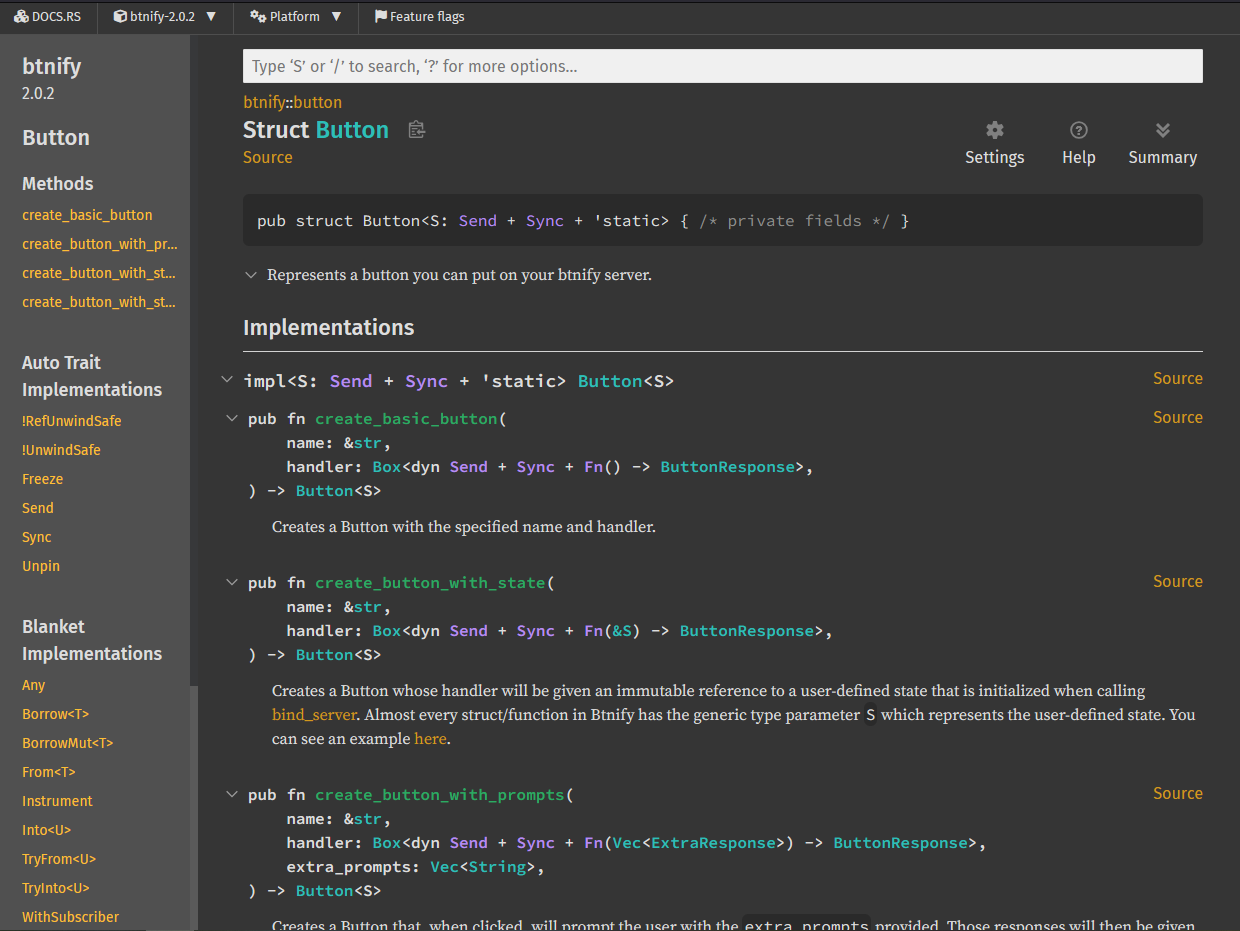 DOCS.RS btnify-2.0.2 ▼ Platform ▼ Feature flags
btnify
2.0.2
Button
Methods
create_basic_button
create_button_with_pr...
create_button_with_st...
create_button_with_st...
Auto Trait
Implementations
!RefUnwindSafe
!UnwindSafe
Freeze
Send
Sync
Unpin
Blanket
Implementations
Any
Borrow<T>
BorrowMut<T>
From<T>
Instrument
Into<U>
TryFrom<U>
TryInto<U>
WithSubscriber
Type ‘S’ or ‘/’ to search, ‘?’ for more options…
btnify::button
Struct Button
Source
Settings Help Summary
pub struct Button<S: Send + Sync + 'static> { /* private fields */ }
Represents a button you can put on your btnify server.
Implementations
impl<S: Send + Sync + 'static> Button<S> Source
pub fn create_basic_button( Source
name: &str,
handler: Box<dyn Send + Sync + Fn() -> ButtonResponse>,
) -> Button<S>
Creates a Button with the specified name and handler.
pub fn create_button_with_state( Source
name: &str,
handler: Box<dyn Send + Sync + Fn(&S) -> ButtonResponse>,
) -> Button<S>
Creates a Button whose handler will be given an immutable reference to a user-defined state that is initialized when calling
bind_server. Almost every struct/function in Btnify has the generic type parameter S which represents the user-defined state. You
can see an example here.
pub fn create_button_with_prompts( Source
name: &str,
handler: Box<dyn Send + Sync + Fn(Vec<ExtraResponse>) -> ButtonResponse>,
extra_prompts: Vec<String>,
) -> Button<S>
Creates a Button that, when clicked, will prompt the user with the extra_prompts provided. Those responses will then be given